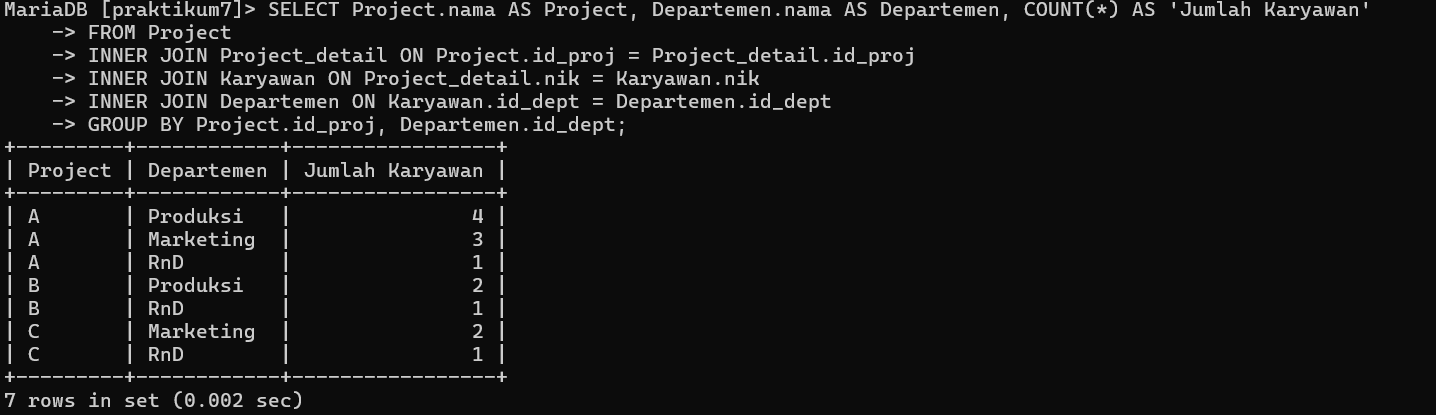 MariaDB [praktikum7]> SELECT Project.nama AS Project, Departemen.nama AS Departemen, COUNT(*) AS 'Jumlah Karyawan'
    -> FROM Project
    -> INNER JOIN Project_detail ON Project.id_proj = Project_detail.id_proj
    -> INNER JOIN Karyawan ON Project_detail.nik = Karyawan.nik
    -> INNER JOIN Departemen ON Karyawan.id_dept = Departemen.id_dept
    -> GROUP BY Project.id_proj, Departemen.id_dept;
+---------+------------+-----------------+
| Project | Departemen | Jumlah Karyawan |
+---------+------------+-----------------+
| A       | Produksi   |               4 |
| A       | Marketing  |               3 |
| A       | RnD        |               1 |
| B       | Produksi   |               2 |
| B       | RnD        |               1 |
| C       | Marketing  |               2 |
| C       | RnD        |               1 |
+---------+------------+-----------------+
7 rows in set (0.002 sec)